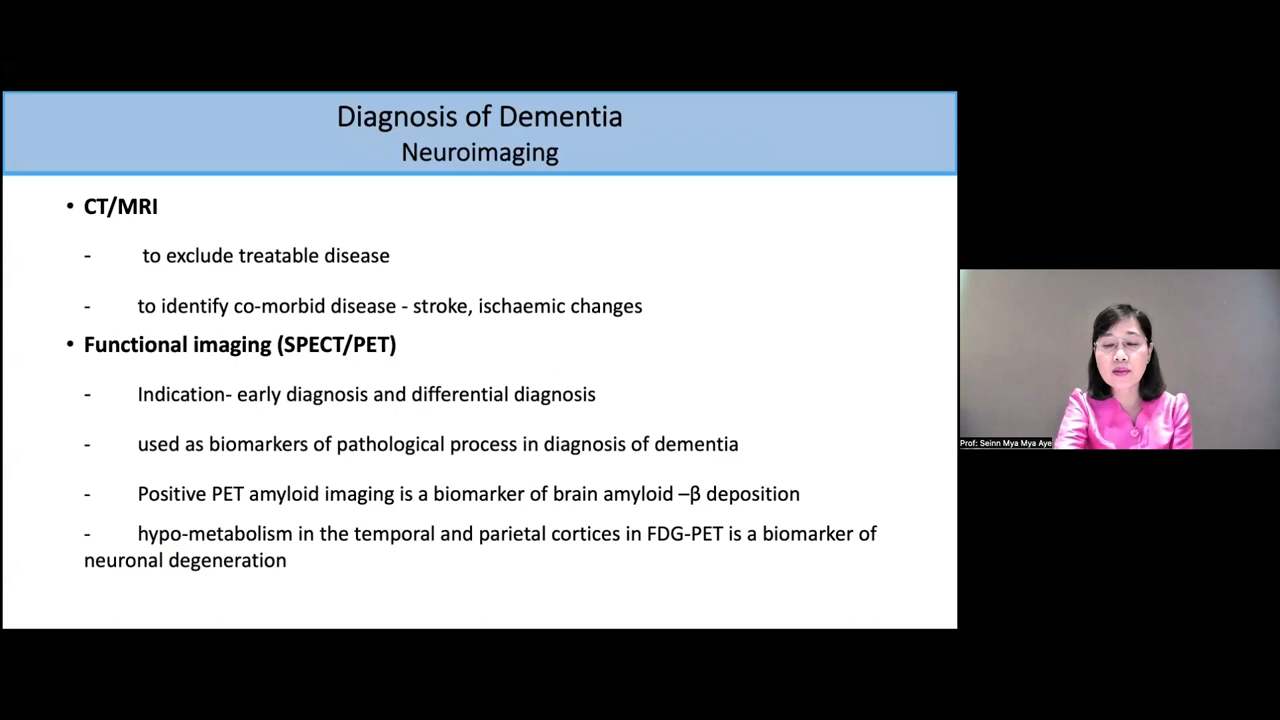 Diagnosis of Dementia
Neuroimaging
• CT/MRI
- to exclude treatable disease
- to identify co-morbid disease - stroke, ischaemic changes
• Functional imaging (SPECT/PET)
- Indication- early diagnosis and differential diagnosis
- used as biomarkers of pathological process in diagnosis of dementia
- Positive PET amyloid imaging is a biomarker of brain amyloid –β deposition
- hypo-metabolism in the temporal and parietal cortices in FDG-PET is a biomarker of
neuronal degeneration
Prof: Seinn Mya Mya Aye